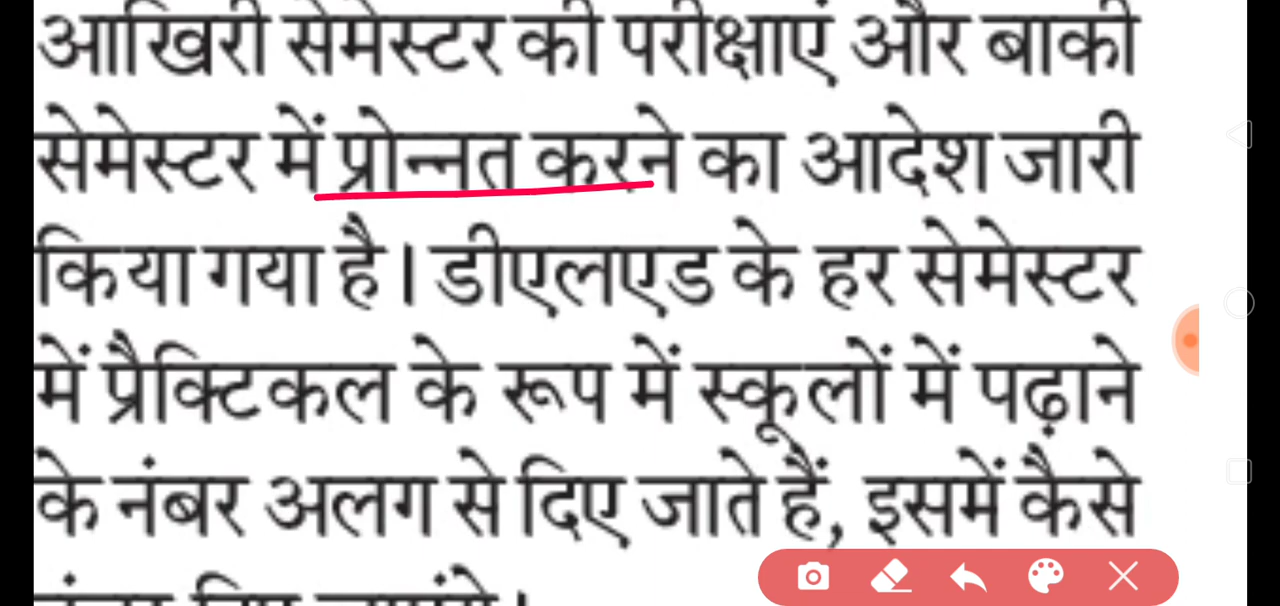 आखिरी सेमेस्टर की परीक्षाएं और बाकी
सेमेस्टर में प्रोन्नत करने का आदेश जारी
किया गया है। डीएलएड के हर सेमेस्टर
में प्रैक्टिकल के रूप में स्कूलों में पढ़ाने
के नंबर अलग से दिए जाते हैं, इसमें कैसे